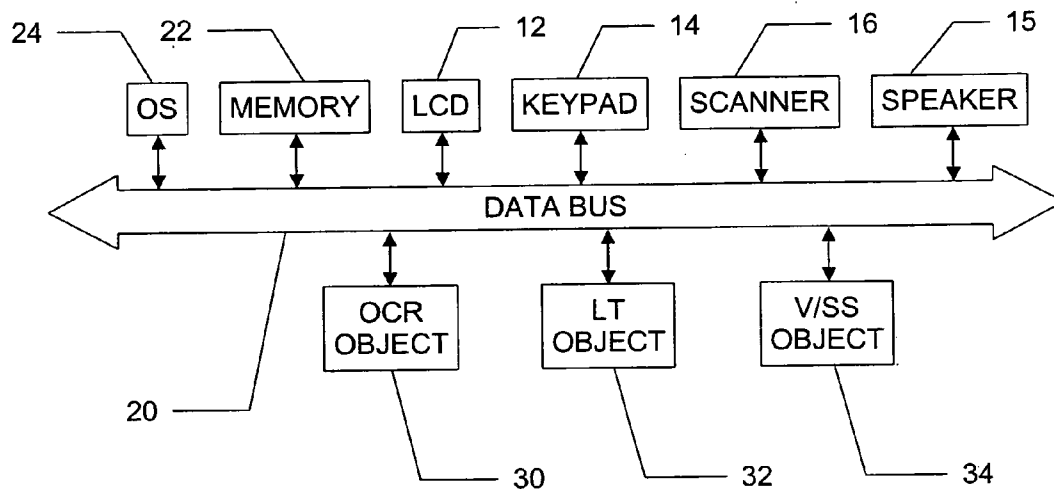 24 22 12 14 16 15
OS MEMORY LCD KEYPAD SCANNER SPEAKER
DATA BUS
OCR OBJECT
LT OBJECT
V/SS OBJECT
20 30 32 34